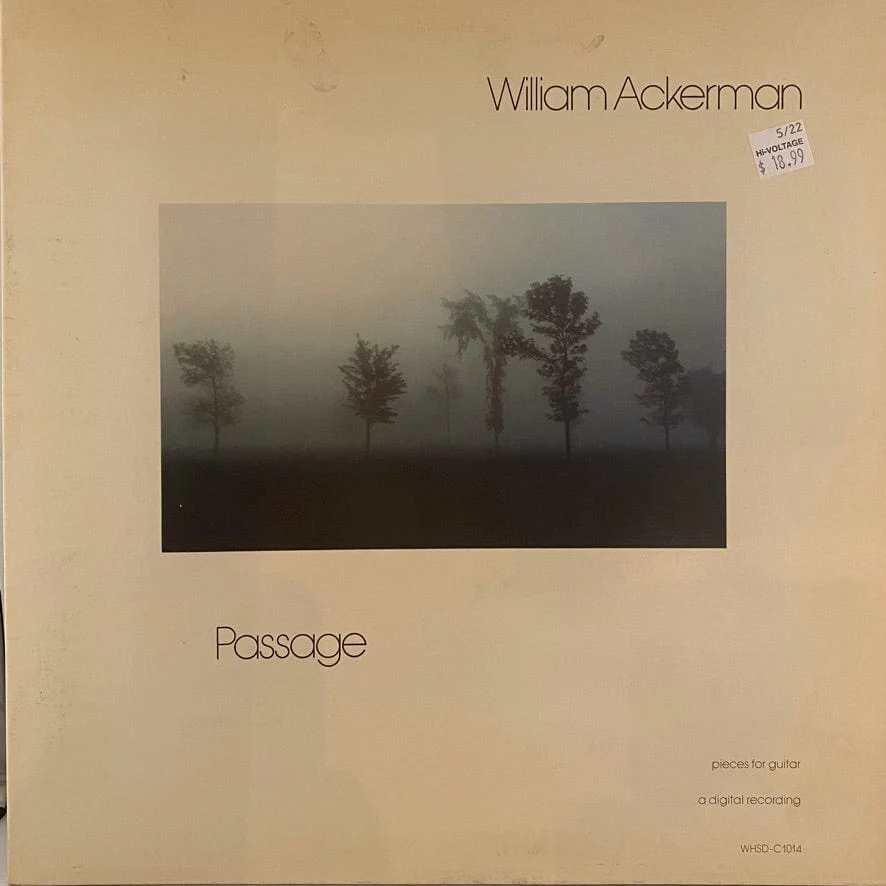 William Ackerman
5/22
HI-VOLTAGE
$ 18.99
Passage
pieces for guitar
a digital recording
WHSD-C1014